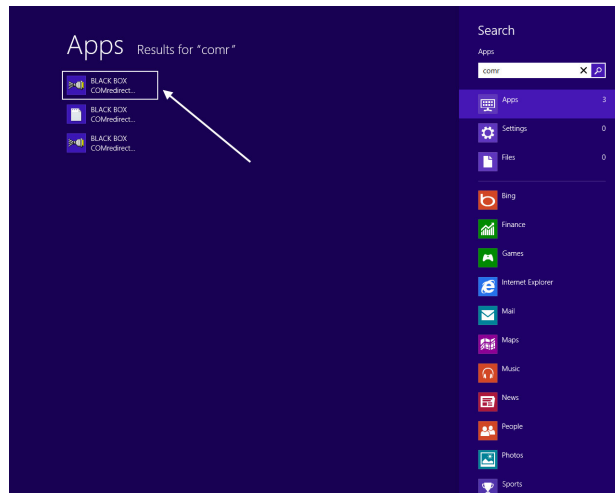 Apps Results for "comr"
BLACK BOX
COMredirect...
BLACK BOX
COMredirect...
BLACK BOX
COMredirect...
Search
Apps
comr
Apps 3
Settings 0
Files 0
Bing
Finance
Games
Internet Explorer
Mail
Maps
Music
News
People
Photos
Sports